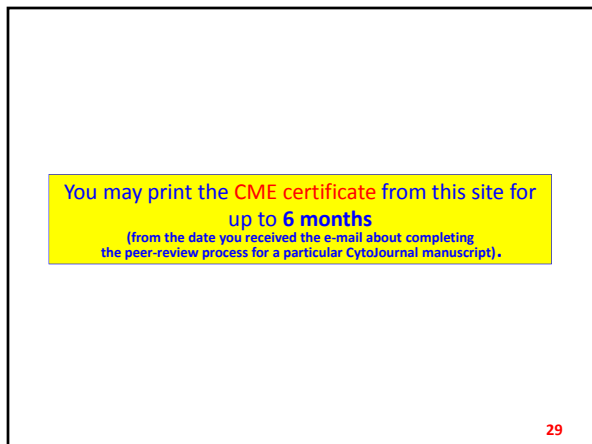 You may print the CME certificate from this site for
up to 6 months
(from the date you received the e-mail about completing
the peer-review process for a particular CytoJournal manuscript).
29